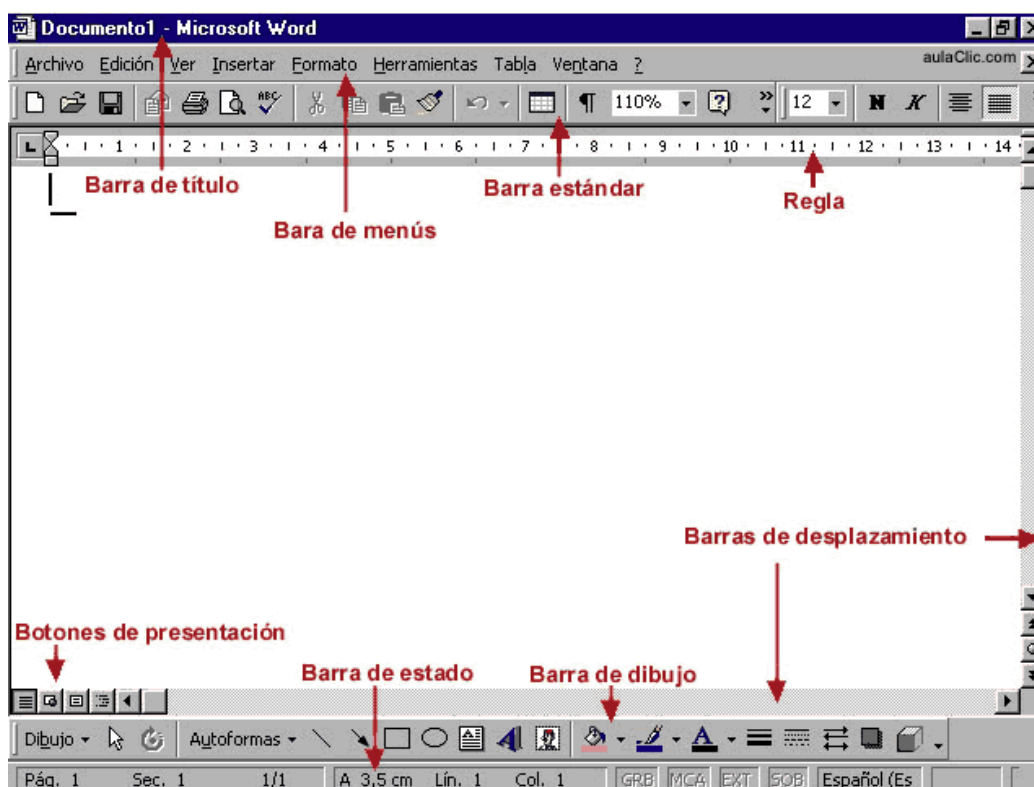 Documento1 - Microsoft Word
Archivo Edición Ver Insertar Formato Herramientas Tabla Ventana ?
aulaClic.com
ABC ¶ 110% ? » 12 N K
1 2 3 4 5 6 7 8 9 10 11 12 13 14
Barra de título
Barra estándar
Regla
Bara de menús
Barras de desplazamiento
Botones de presentación
Barra de estado
Barra de dibujo
Dibujo Autoformas A A
Pág. 1 Sec. 1 1/1 A 3,5 cm Lín. 1 Col. 1 GRB MCA EXT SOB Español (Es